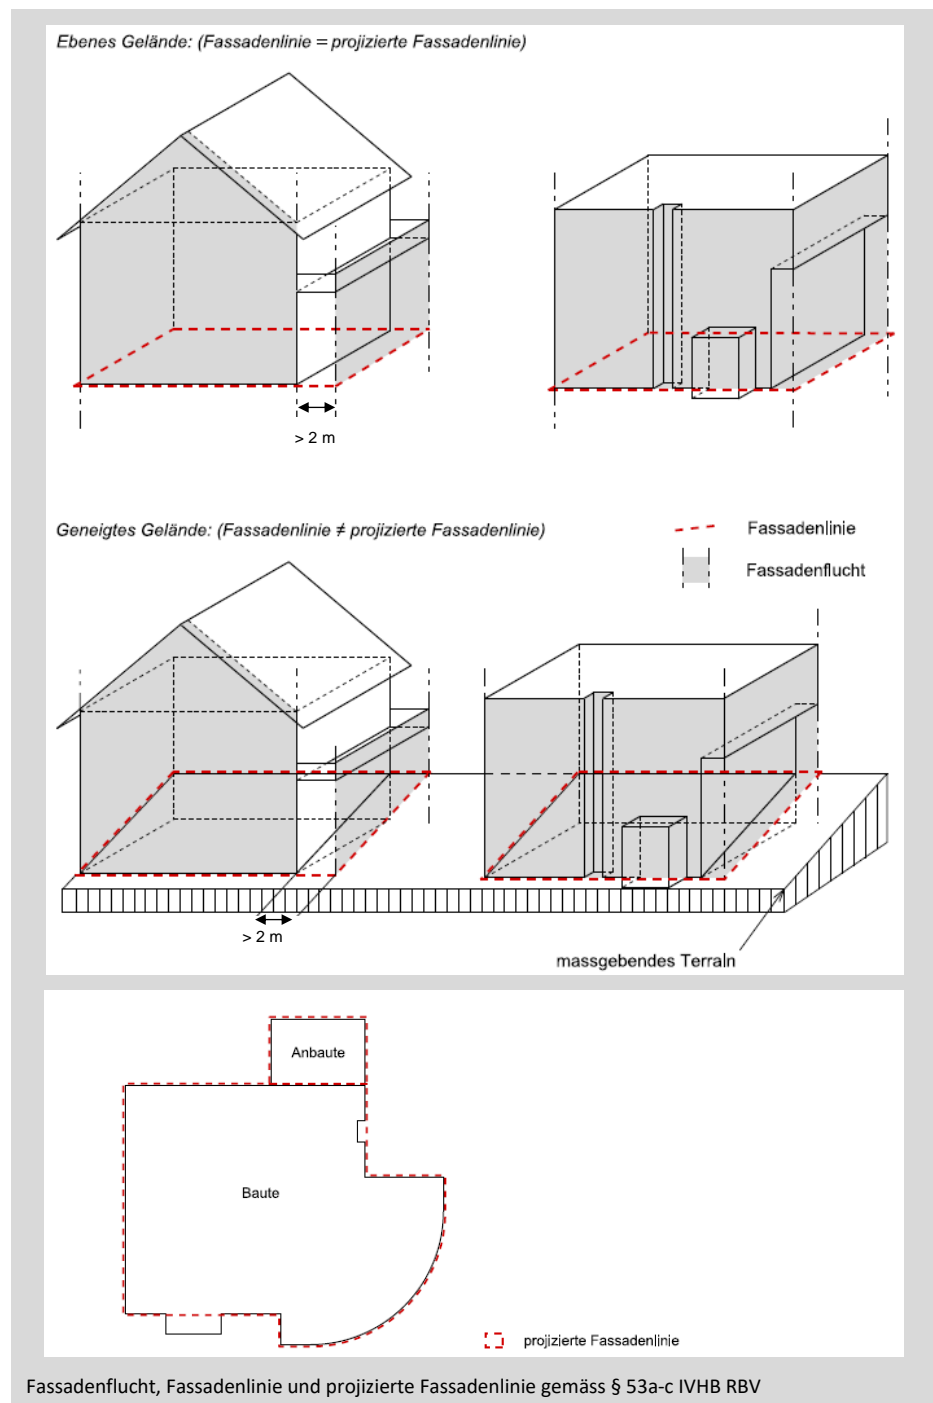 Ebenes Gelände: (Fassadenlinie = projizierte Fassadenlinie)
> 2 m
Geneigtes Gelände: (Fassadenlinie ≠ projizierte Fassadenlinie)
Fassadenlinie
Fassadenflucht
> 2 m
massgebendes Terrain
Anbaute
Baute
projizierte Fassadenlinie
Fassadenflucht, Fassadenlinie und projizierte Fassadenlinie gemäss § 53a-c IVHB RBV